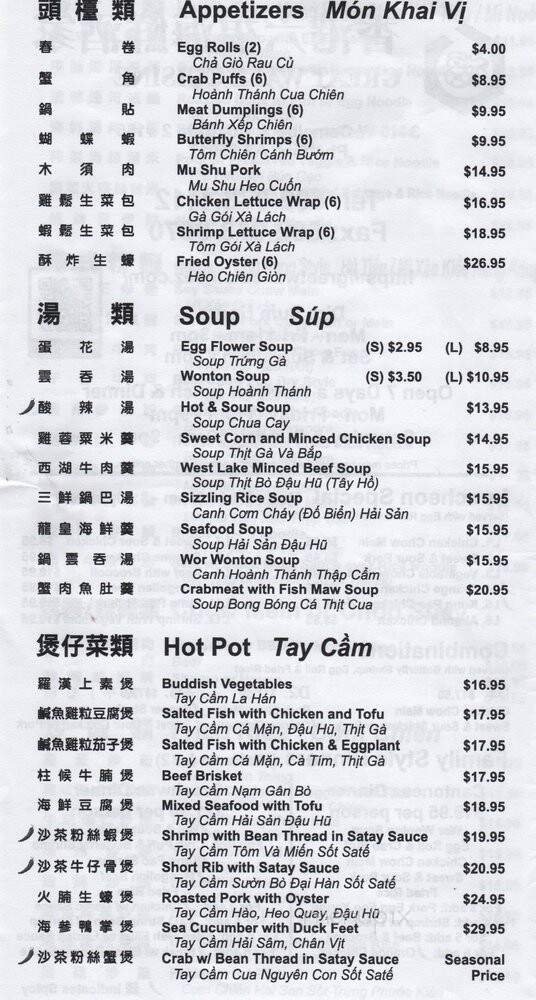 頭檯類 Appetizers Món Khai Vị
春卷 Egg Rolls (2) $4.00
Chả Giò Rau Củ
蟹角 Crab Puffs (6) $8.95
Hoành Thánh Cua Chiên
鍋貼 Meat Dumplings (6) $9.95
Bánh Xếp Chiên
蝴蝶蝦 Butterfly Shrimps (6) $9.95
Tôm Chiên Cánh Bướm
木須肉 Mu Shu Pork $14.95
Mu Shu Heo Cuốn
雞鬆生菜包 Chicken Lettuce Wrap (6) $16.95
Gà Gói Xà Lách
蝦鬆生菜包 Shrimp Lettuce Wrap (6) $18.95
Tôm Gói Xà Lách
酥炸生蠔 Fried Oyster (6) $26.95
Hào Chiên Giòn
湯類 Soup Súp
蛋花湯 Egg Flower Soup (S) $2.95 (L) $8.95
Soup Trứng Gà
雲吞湯 Wonton Soup (S) $3.50 (L) $10.95
Soup Hoành Thánh
酸辣湯 Hot & Sour Soup $13.95
Soup Chua Cay
雞蓉粟米羹 Sweet Corn and Minced Chicken Soup $14.95
Soup Thịt Gà Và Bắp
西湖牛肉羹 West Lake Minced Beef Soup $15.95
Soup Thịt Bò Đậu Hũ (Tây Hồ)
三鮮鍋巴湯 Sizzling Rice Soup $15.95
Canh Cơm Cháy (Đồ Biển) Hải Sản
龍皇海鮮羹 Seafood Soup $15.95
Soup Hải Sản Đậu Hũ
鍋雲吞湯 Wor Wonton Soup $15.95
Canh Hoành Thánh Thập Cẩm
蟹肉魚肚羹 Crabmeat with Fish Maw Soup $20.95
Soup Bong Bóng Cá Thịt Cua
煲仔菜類 Hot Pot Tay Cầm
羅漢上素煲 Buddish Vegetables $16.95
Tay Cầm La Hán
鹹魚雞粒豆腐煲 Salted Fish with Chicken and Tofu $17.95
Tay Cầm Cá Mặn, Đậu Hũ, Thịt Gà
鹹魚雞粒茄子煲 Salted Fish with Chicken & Eggplant $17.95
Tay Cầm Cá Mặn, Cà Tím, Thịt Gà
柱候牛腩煲 Beef Brisket $17.95
Tay Cầm Nạm Gân Bò
海鮮豆腐煲 Mixed Seafood with Tofu $18.95
Tay Cầm Hải Sản Đậu Hũ
沙茶粉絲蝦煲 Shrimp with Bean Thread in Satay Sauce $19.95
Tay Cầm Tôm Và Miến Sốt Satế
沙茶牛仔骨煲 Short Rib with Satay Sauce $20.95
Tay Cầm Sườn Bò Đại Hàn Sốt Satế
火腩生蠔煲 Roasted Pork with Oyster $24.95
Tay Cầm Hào, Heo Quay, Đậu Hũ
海參鴨掌煲 Sea Cucumber with Duck Feet $29.95
Tay Cầm Hải Sâm, Chân Vịt
沙茶粉絲蟹煲 Crab w/ Bean Thread in Satay Sauce Seasonal
Tay Cầm Cua Nguyên Con Sốt Satế Price